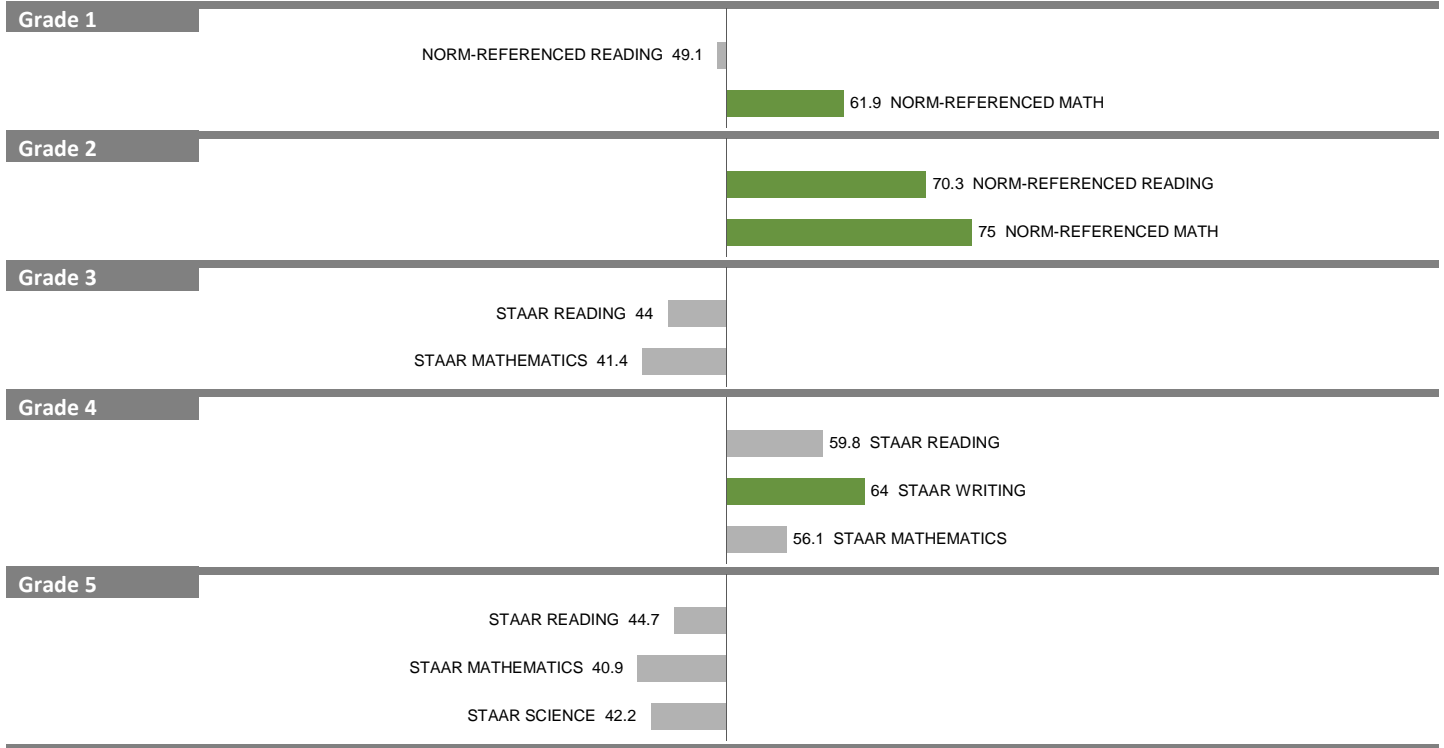 Grade 1
NORM-REFERENCED READING 49.1
61.9 NORM-REFERENCED MATH
Grade 2
70.3 NORM-REFERENCED READING
75 NORM-REFERENCED MATH
Grade 3
STAAR READING 44
STAAR MATHEMATICS 41.4
Grade 4
59.8 STAAR READING
64 STAAR WRITING
56.1 STAAR MATHEMATICS
Grade 5
STAAR READING 44.7
STAAR MATHEMATICS 40.9
STAAR SCIENCE 42.2